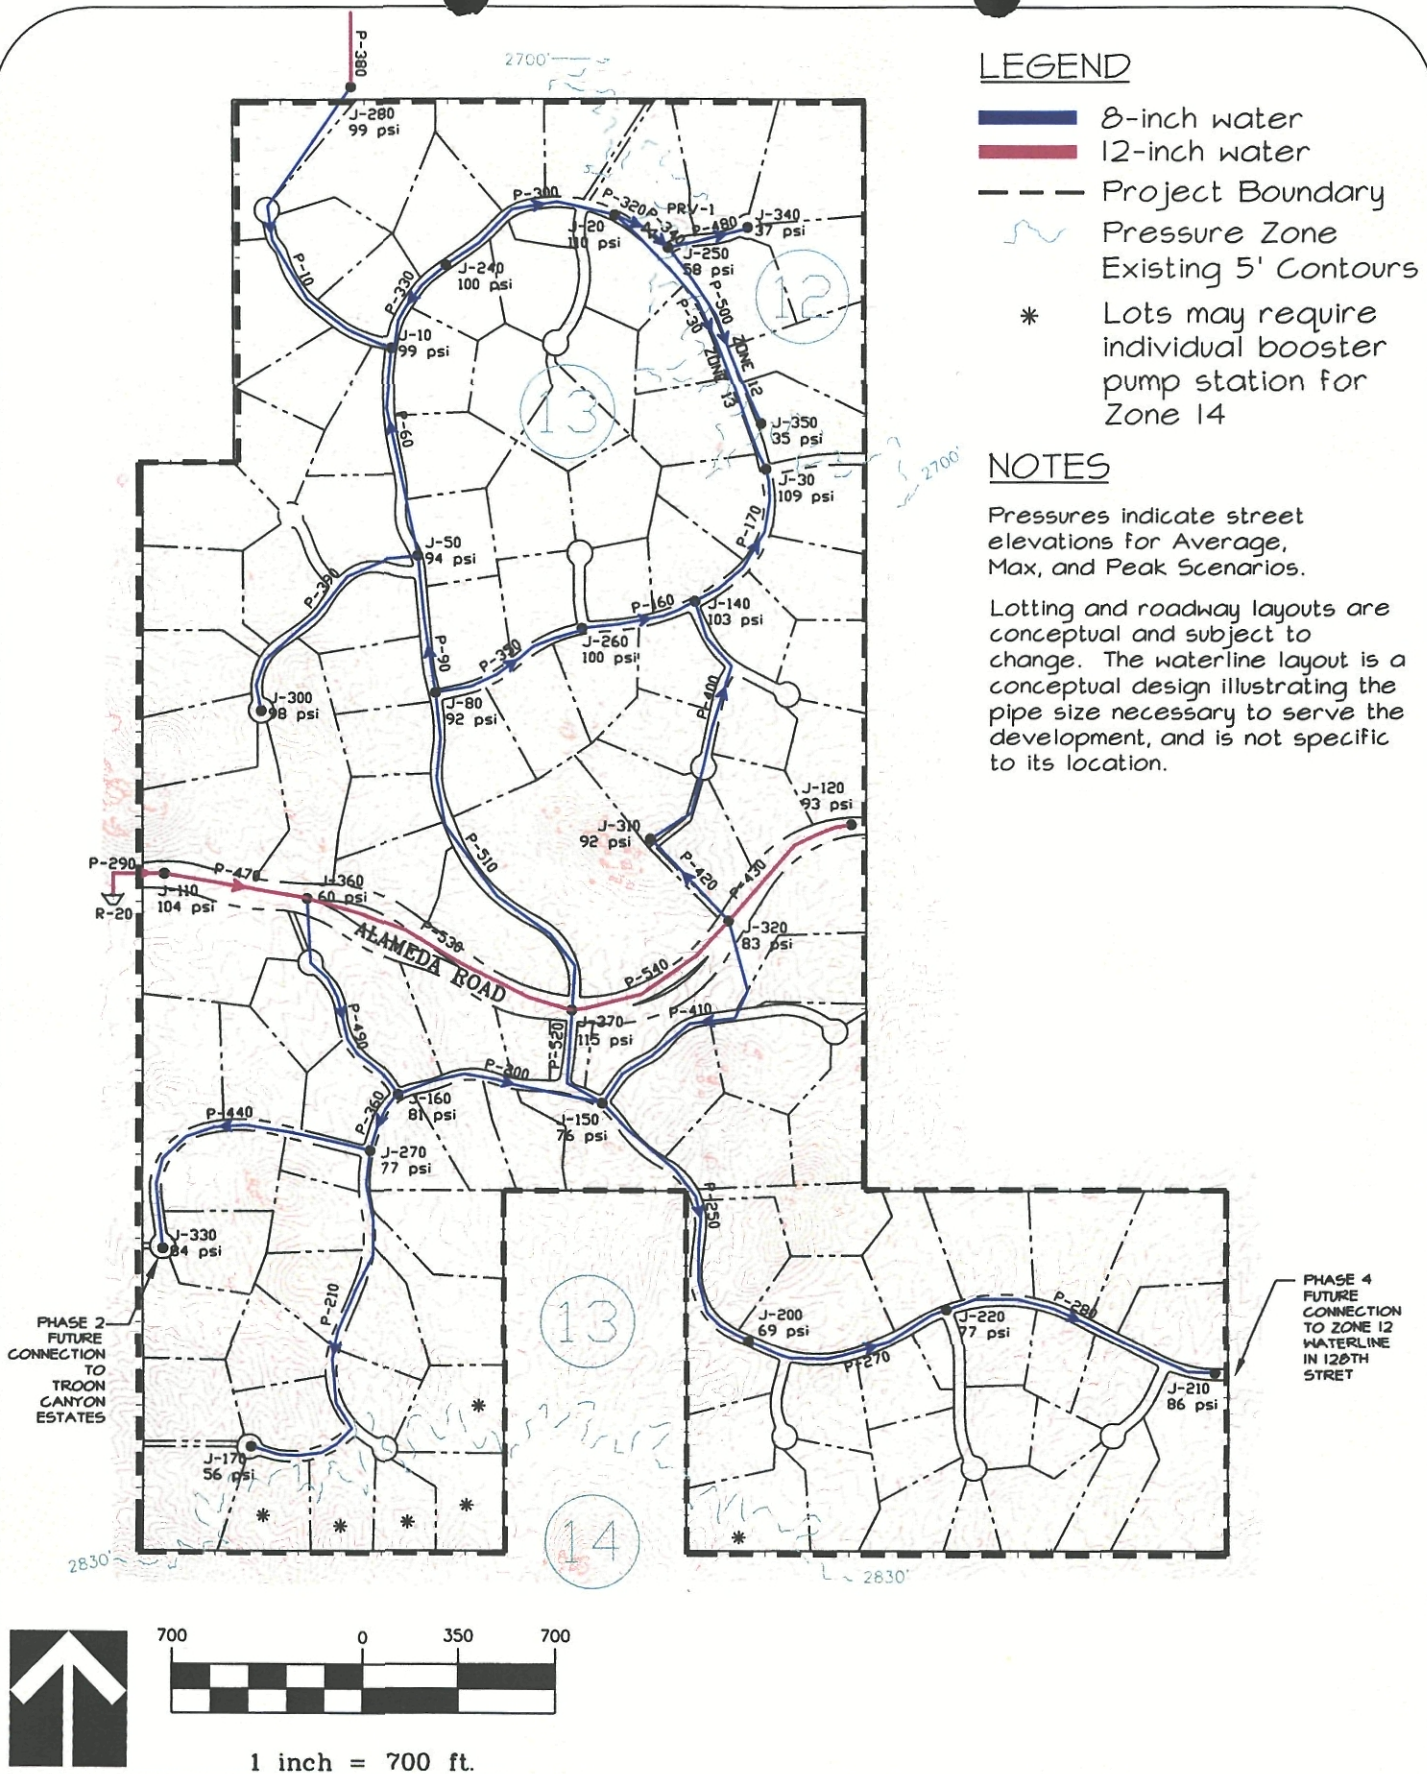 P-380
J-280
99 psi
2700'
P-10
P-300
J-20
110 psi
P-320
P-340
PRV-1
P-480
J-340
37 psi
J-250
58 psi
J-240
100 psi
P-330
J-10
99 psi
P-500
P-30
ZONE 12
ZONE 13
12
13
J-350
35 psi
J-30
109 psi
2700'
P-60
P-170
J-50
94 psi
P-390
P-160
J-140
103 psi
P-90
P-350
J-260
100 psi
J-300
98 psi
J-80
92 psi
P-400
J-120
93 psi
J-310
92 psi
P-510
P-420
P-430
P-290
R-20
J-110
104 psi
P-470
J-360
60 psi
P-530
ALAMEDA ROAD
P-540
J-320
83 psi
P-410
J-370
115 psi
P-520
P-490
P-200
J-160
81 psi
J-150
76 psi
P-360
P-440
J-270
77 psi
P-250
J-330
84 psi
P-210
13
J-200
69 psi
J-220
77 psi
P-270
P-280
J-210
86 psi
J-170
56 psi
14
2830'
2830'
PHASE 2
FUTURE
CONNECTION
TO
TROON
CANYON
ESTATES
PHASE 4
FUTURE
CONNECTION
TO ZONE 12
WATERLINE
IN 128TH
STRET
LEGEND
8-inch water
12-inch water
Project Boundary
Pressure Zone
Existing 5' Contours
* Lots may require
individual booster
pump station for
Zone 14
NOTES
Pressures indicate street
elevations for Average,
Max, and Peak Scenarios.
Lotting and roadway layouts are
conceptual and subject to
change. The waterline layout is a
conceptual design illustrating the
pipe size necessary to serve the
development, and is not specific
to its location.
700 0 350 700
1 inch = 700 ft.